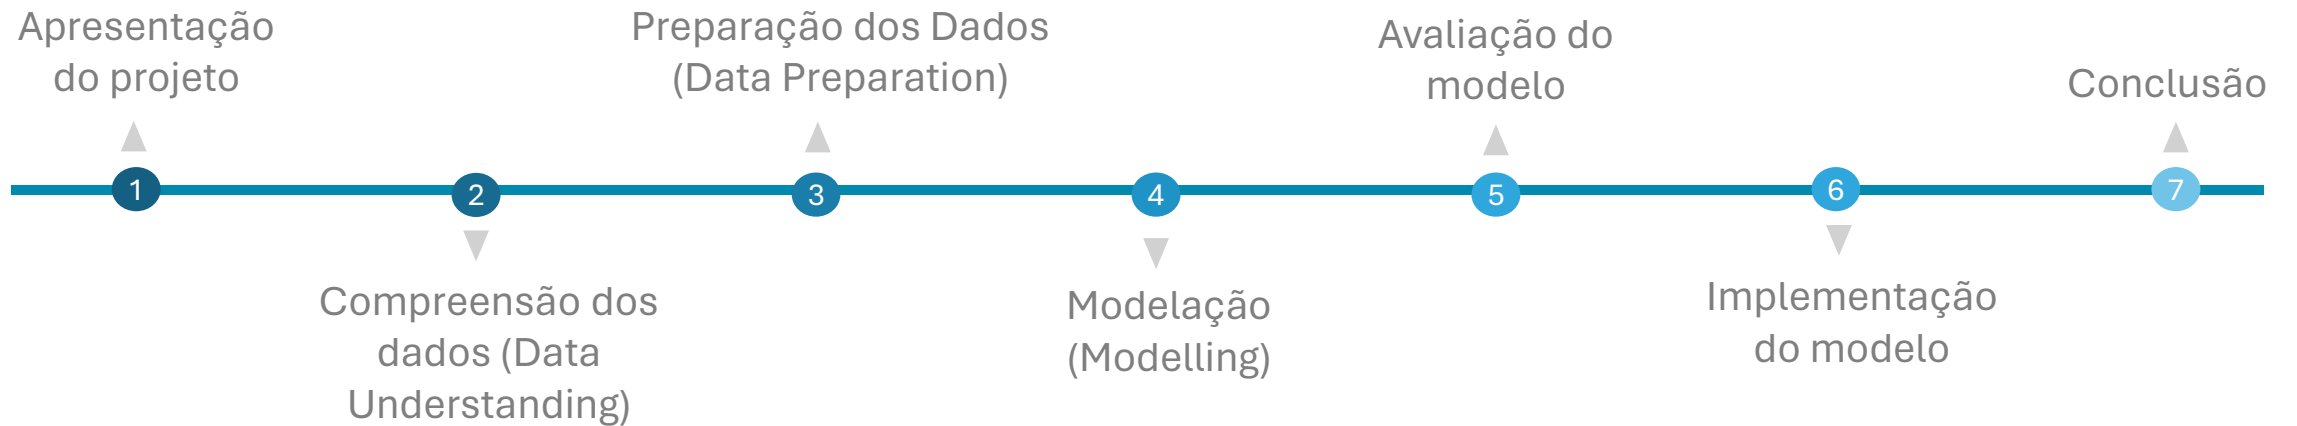 Apresentação
do projeto
1
2
Compreensão dos
dados (Data
Understanding)
Preparação dos Dados
(Data Preparation)
3
4
Modelação
(Modelling)
Avaliação do
modelo
5
6
Implementação
do modelo
Conclusão
7